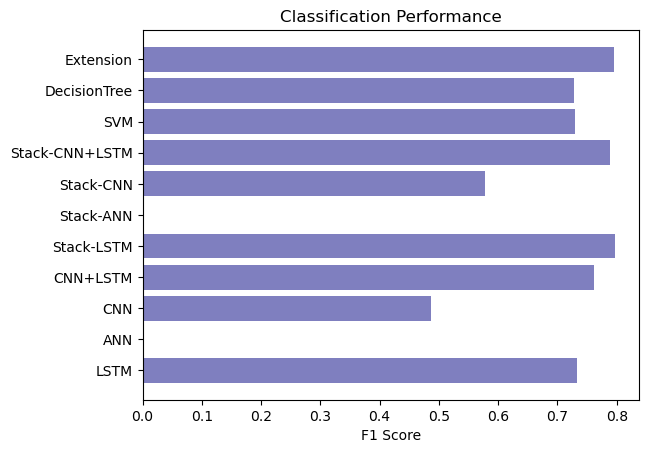 Classification Performance
Extension
DecisionTree
SVM
Stack-CNN+LSTM
Stack-CNN
Stack-ANN
Stack-LSTM
CNN+LSTM
CNN
ANN
LSTM
0.0 0.1 0.2 0.3 0.4 0.5 0.6 0.7 0.8
F1 Score